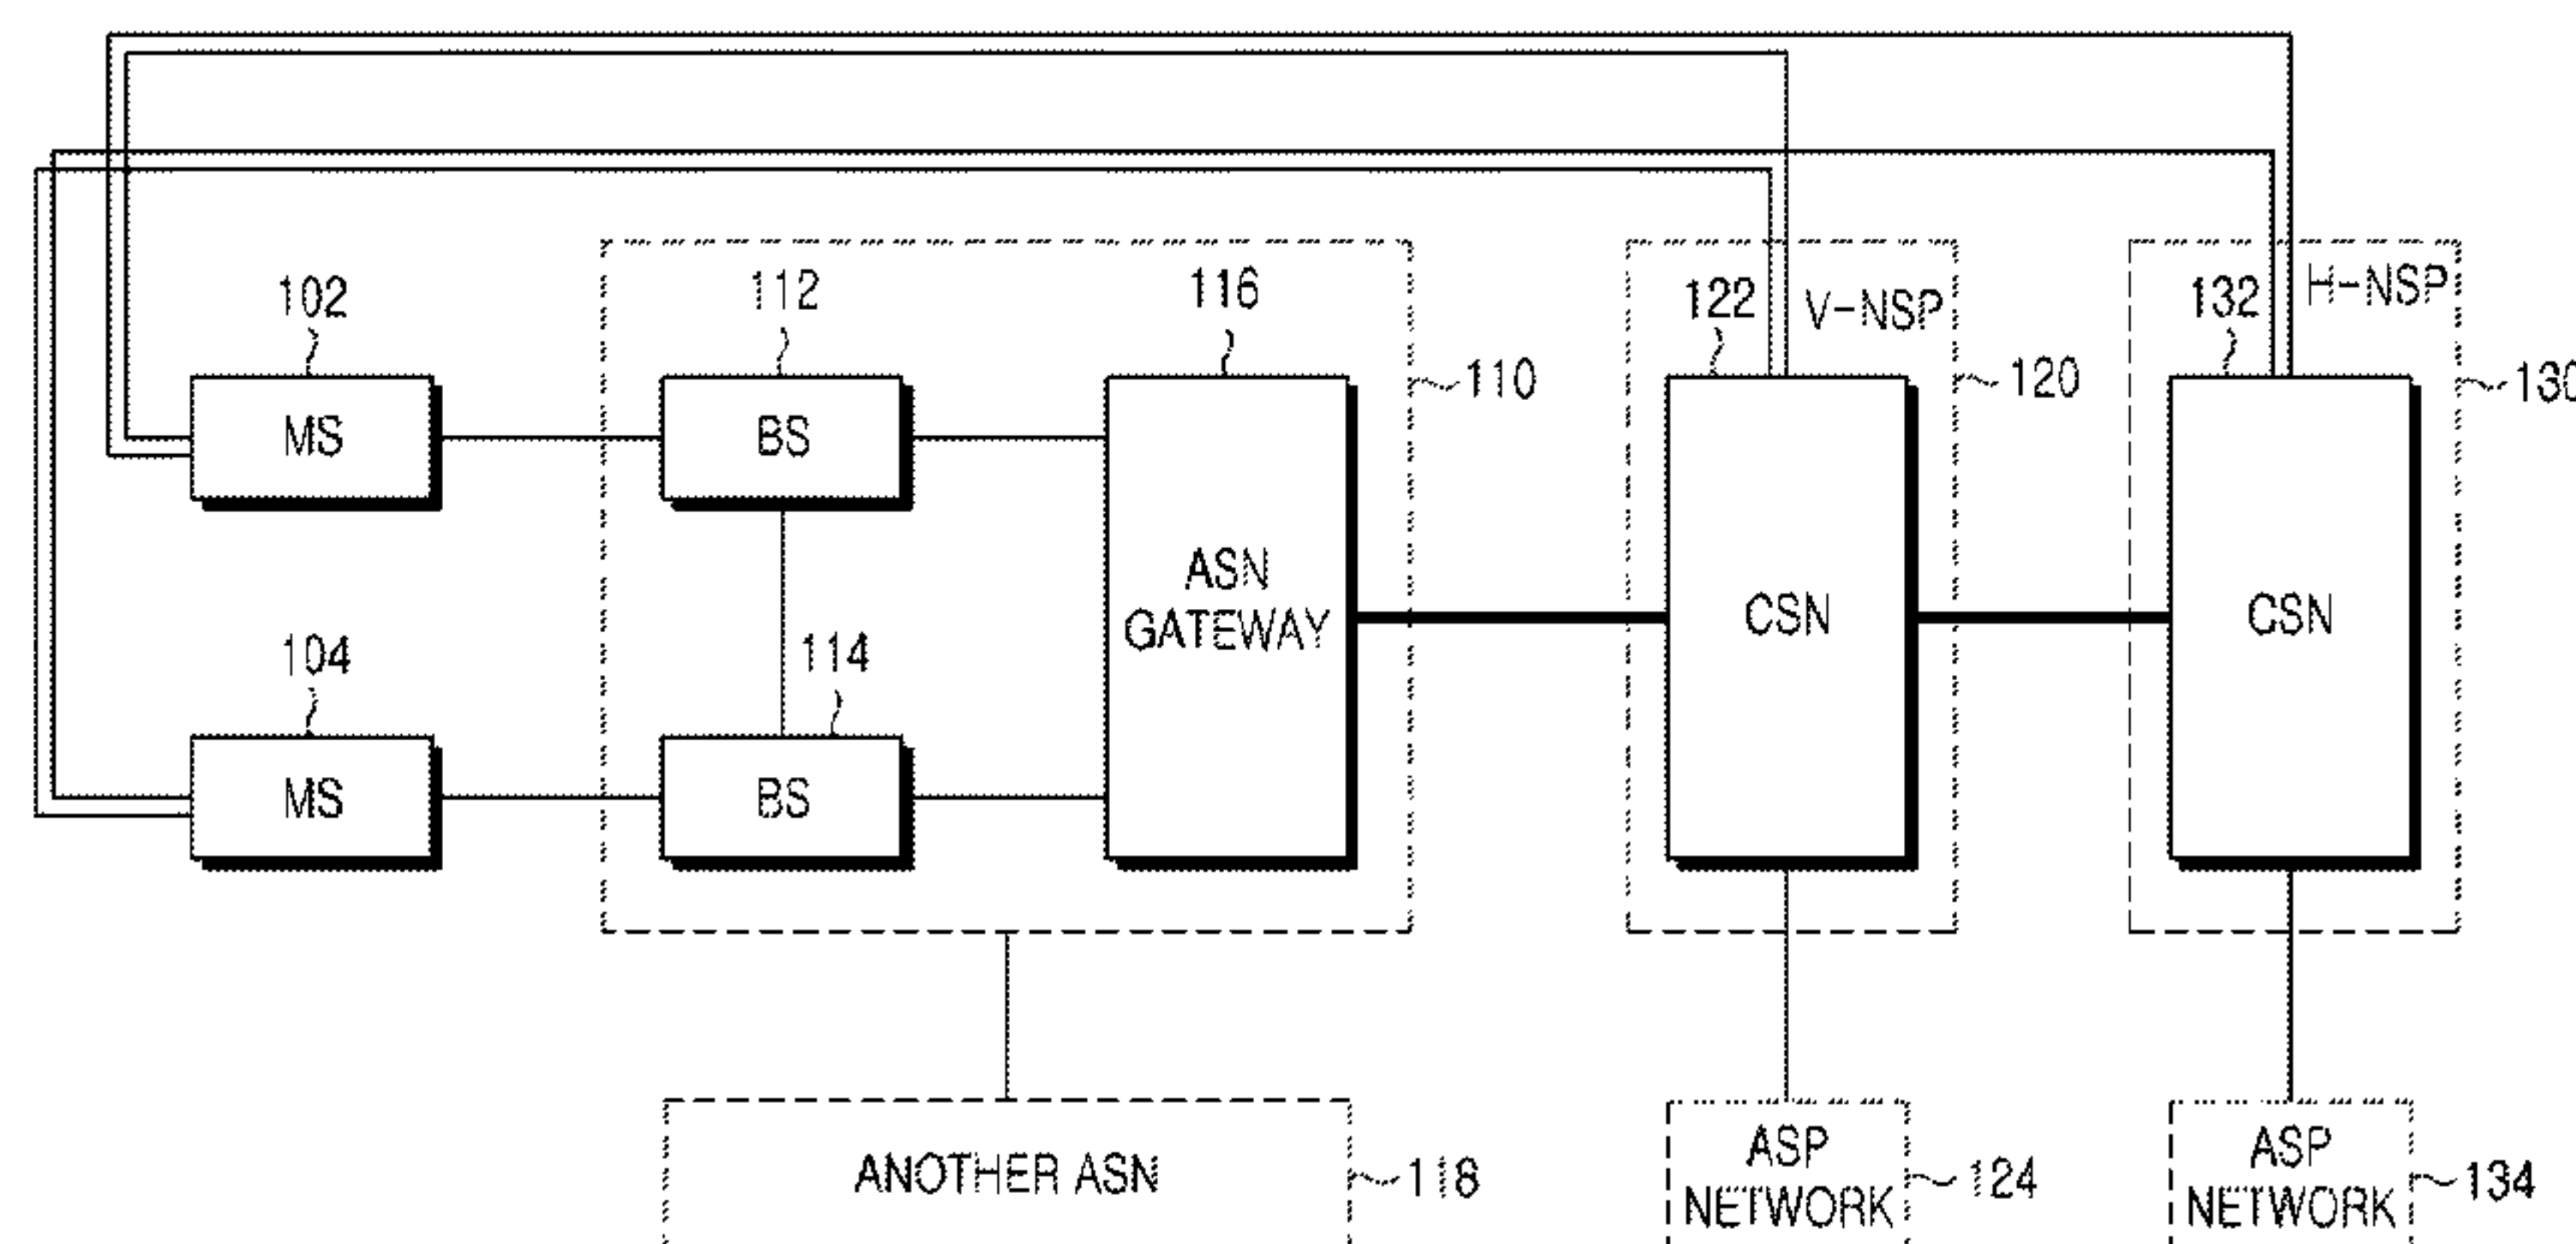 102
112
116
122
V-NSP
132
H-NSP
110
120
130
MS
BS
ASN
GATEWAY
CSN
CSN
104
114
MS
BS
ANOTHER ASN
118
ASP
NETWORK
124
ASP
NETWORK
134